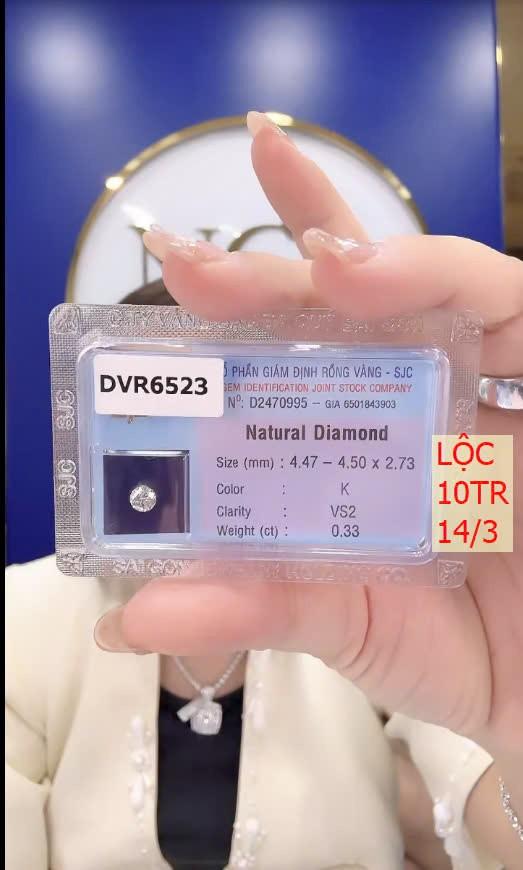 DVR6523
PHẦN GIÁM ĐỊNH RỒNG VÀNG - SJC
GEM IDENTIFICATION JOINT STOCK COMPANY
Nº: D2470995 – GIA 6501843903
Natural Diamond
Size (mm) : 4.47 – 4.50 x 2.73
Color : K
Clarity : VS2
Weight (ct) : 0.33
LỘC
10TR
14/3
SJC
SJC